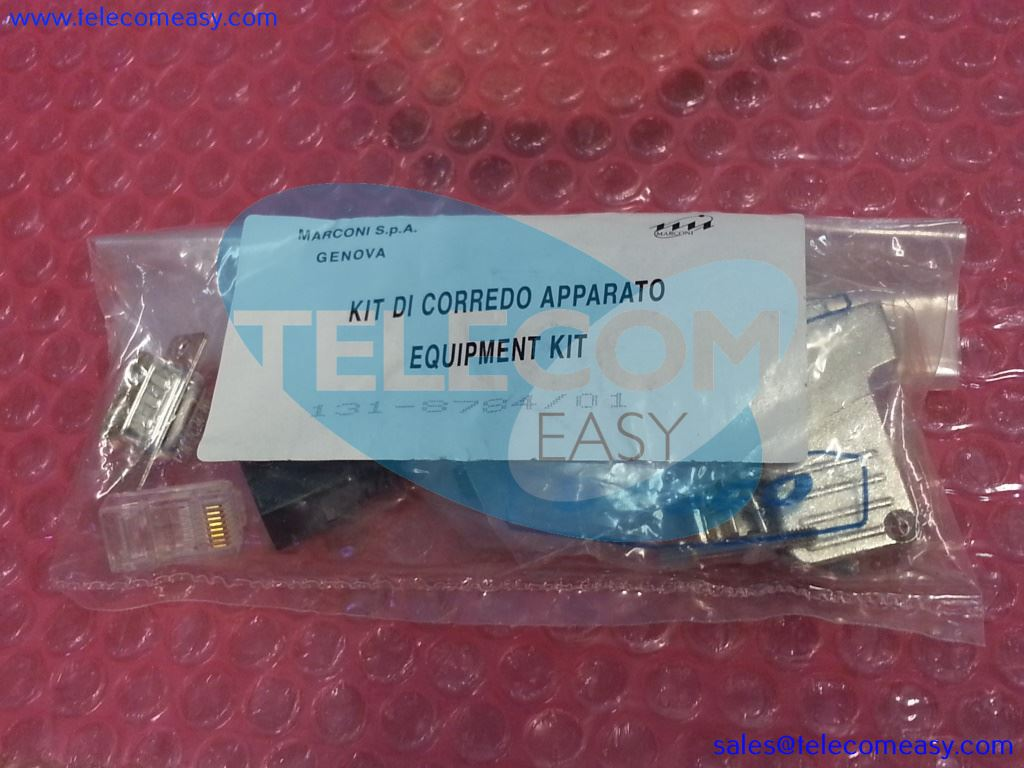 www.telecomeasy.com
MARCONI S.p.A.
GENOVA
MARCONI
KIT DI CORREDO APPARATO
EQUIPMENT KIT
TELECOM
131-8784/01
EASY
sales@telecomeasy.com